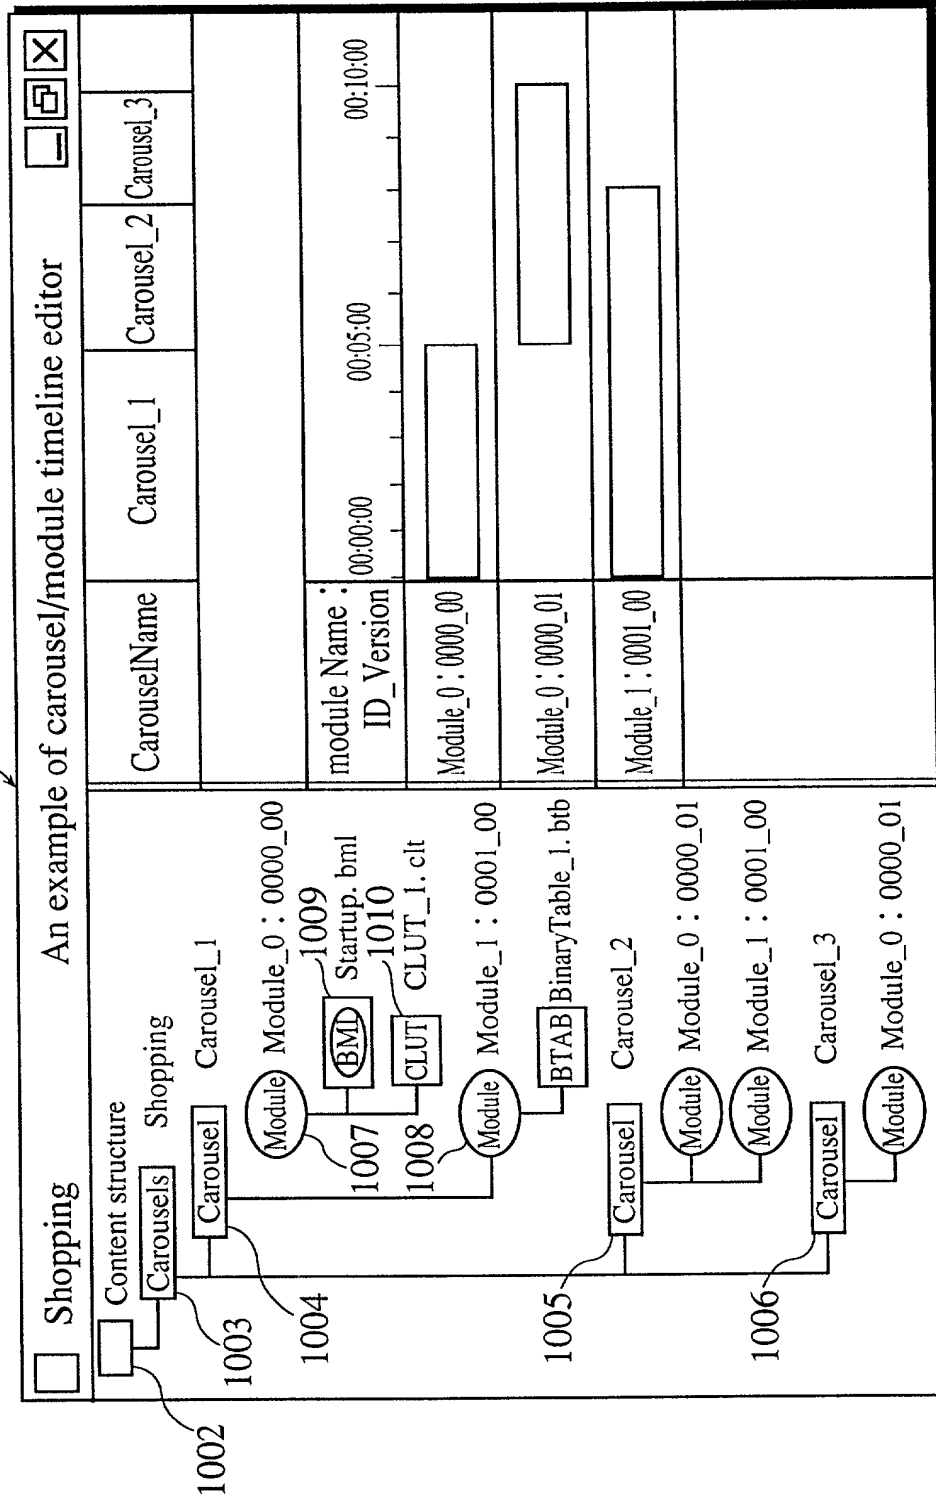 Shopping An example of carousel/module timeline editor
Content structure
Carousels Shopping
Carousel Carousel_1
Module Module_0 : 0000_00
1009
BML Startup. bml
1010
CLUT CLUT_1. clt
Module Module_1 : 0001_00
BTAB BinaryTable_1. btb
Carousel Carousel_2
Module Module_0 : 0000_01
Module Module_1 : 0001_00
Carousel Carousel_3
Module Module_0 : 0000_01
1002
1003
1004
1007
1008
1005
1006
CarouselName Carousel_1 Carousel_2 Carousel_3
module Name :
ID_Version
00:00:00 00:05:00 00:10:00
Module_0 : 0000_00
Module_0 : 0000_01
Module_1 : 0001_00